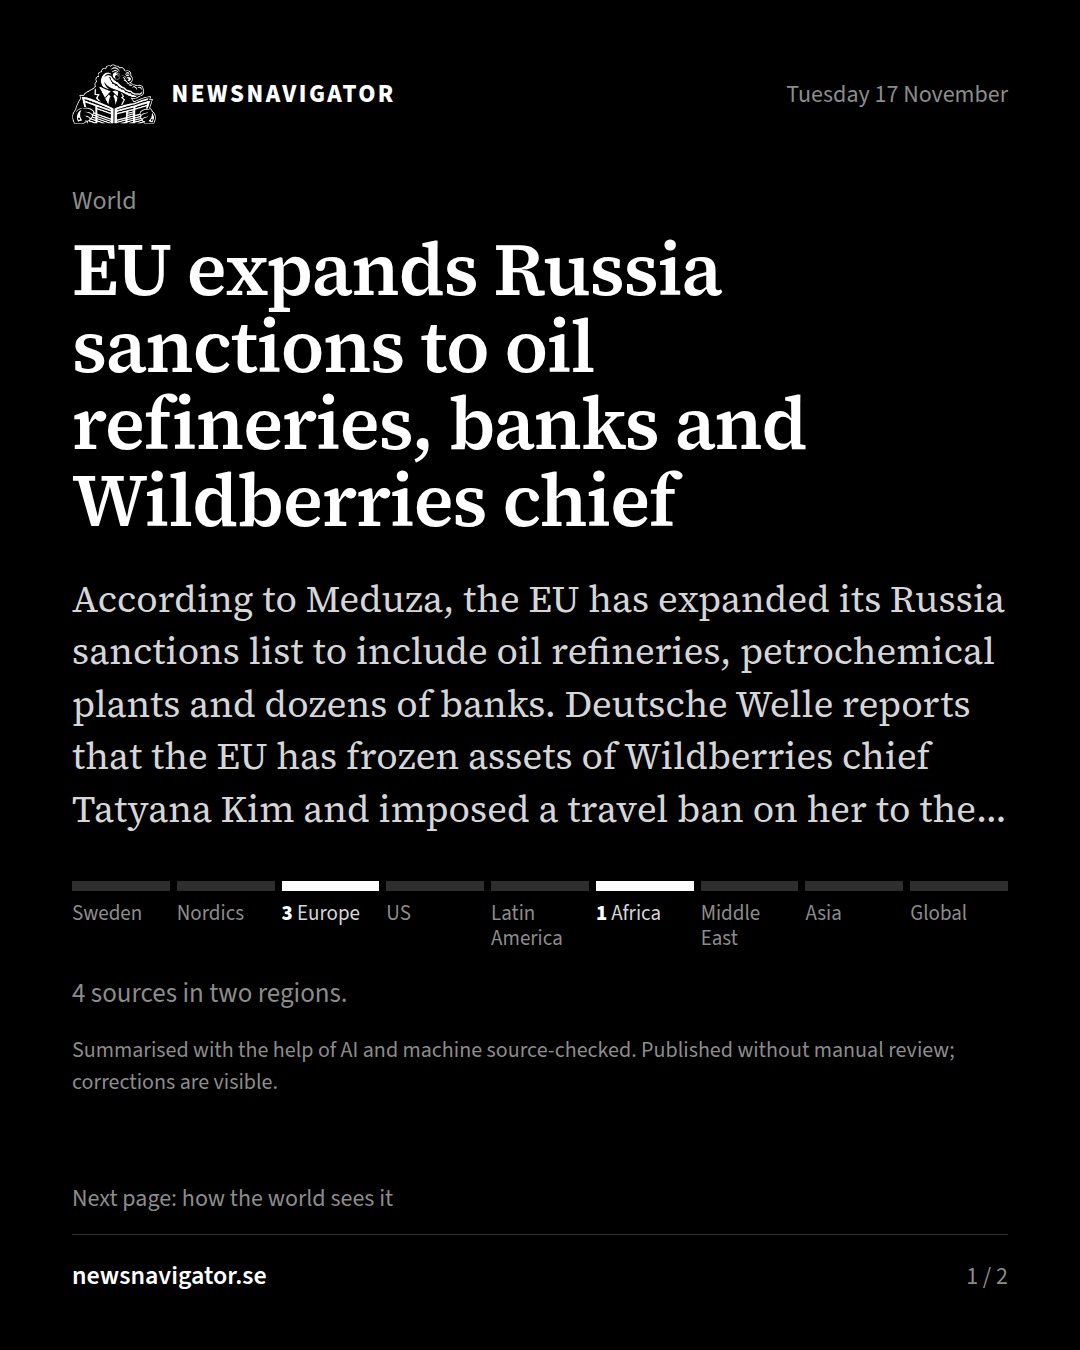 NEWSNAVIGATOR
Tuesday 17 November
World
EU expands Russia
sanctions to oil
refineries, banks and
Wildberries chief
According to Meduza, the EU has expanded its Russia
sanctions list to include oil refineries, petrochemical
plants and dozens of banks. Deutsche Welle reports
that the EU has frozen assets of Wildberries chief
Tatyana Kim and imposed a travel ban on her to the...
Sweden
Nordics
3 Europe
US
Latin
America
1 Africa
Middle
East
Asia
Global
4 sources in two regions.
Summarised with the help of AI and machine source-checked. Published without manual review;
corrections are visible.
Next page: how the world sees it
newsnavigator.se
1 / 2